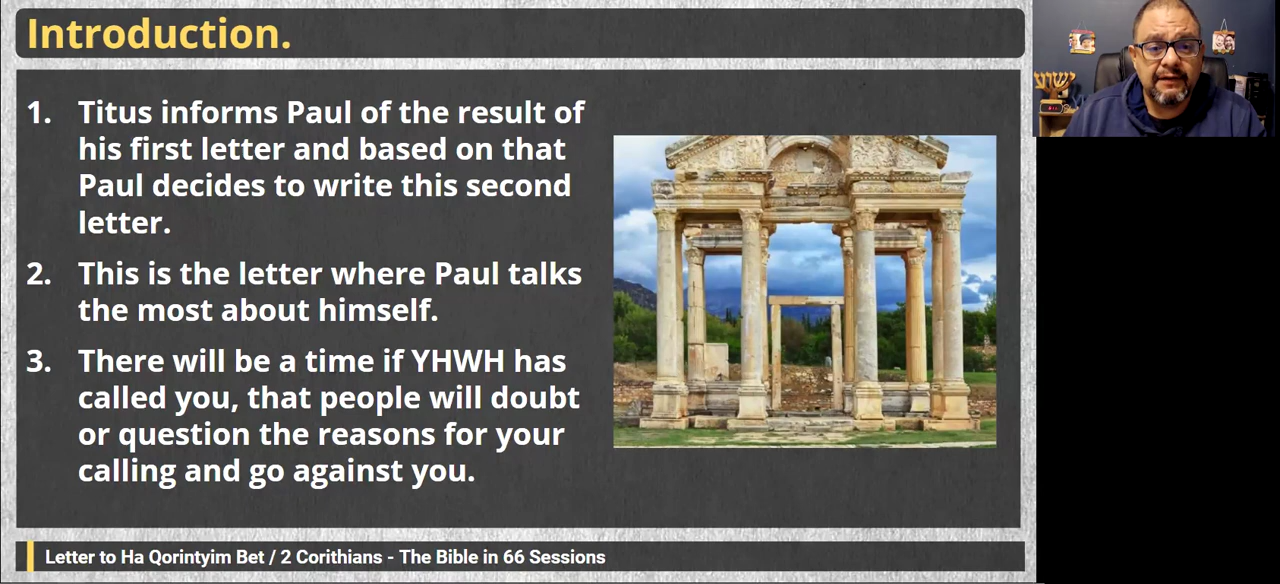 Introduction.
1. Titus informs Paul of the result of
his first letter and based on that
Paul decides to write this second
letter.
2. This is the letter where Paul talks
the most about himself.
3. There will be a time if YHWH has
called you, that people will doubt
or question the reasons for your
calling and go against you.
Letter to Ha Qorintyim Bet / 2 Corithians - The Bible in 66 Sessions